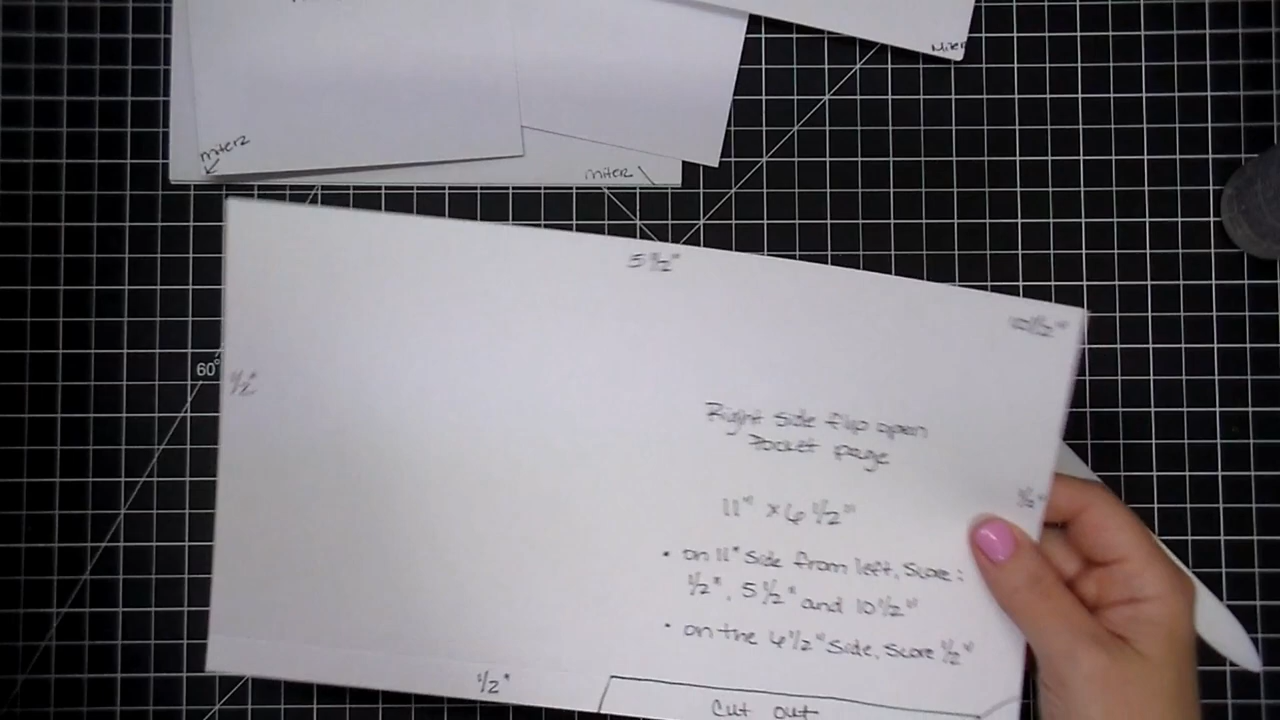 Miter
miter
miter
5 1/2"
10 1/2"
60°
1/2"
Right side flip open
Pocket page
1/2"
11" x 6 1/2"
• on 11" side from left, score:
1/2", 5 1/2" and 10 1/2"
• on the 6 1/2" side, score 1/2"
1/2"
Cut out